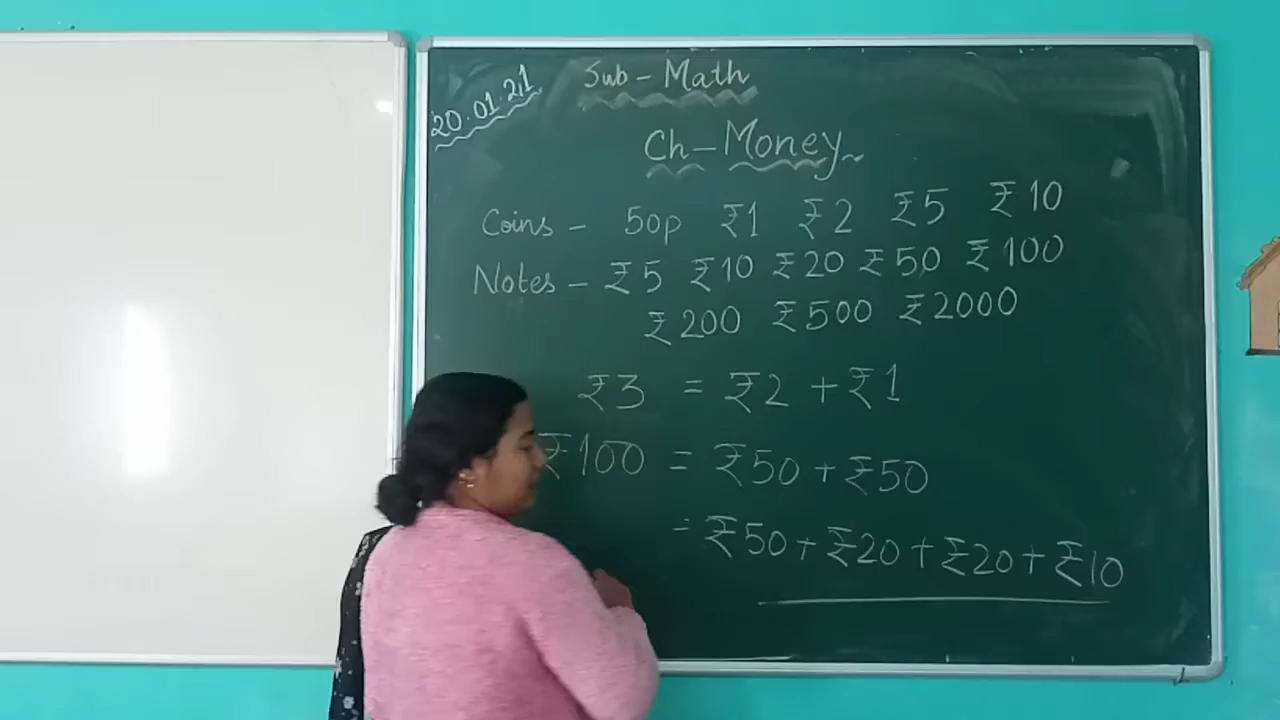 20.01.21
Sub - Math
Ch - Money
Coins - 50p ₹1 ₹2 ₹5 ₹10
Notes - ₹5 ₹10 ₹20 ₹50 ₹100
₹200 ₹500 ₹2000
₹3 = ₹2 + ₹1
₹100 = ₹50 + ₹50
= ₹50 + ₹20 + ₹20 + ₹10